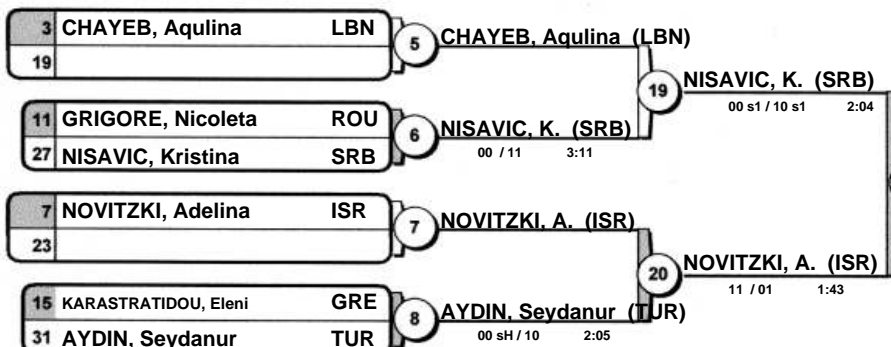 3 CHAYEB, Aqulina LBN
19
5
CHAYEB, Aqulina (LBN)
11 GRIGORE, Nicoleta ROU
27 NISAVIC, Kristina SRB
6
NISAVIC, K. (SRB)
00 / 11 3:11
19
NISAVIC, K. (SRB)
00 s1 / 10 s1 2:04
7 NOVITZKI, Adelina ISR
23
7
NOVITZKI, A. (ISR)
15 KARASTRATIDOU, Eleni GRE
31 AYDIN, Seydanur TUR
8
AYDIN, Seydanur (TUR)
00 sH / 10 2:05
20
NOVITZKI, A. (ISR)
11 / 01 1:43